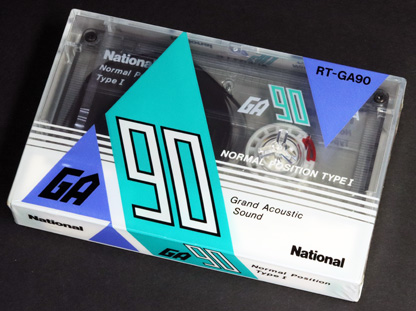 National
Normal P
Type I
RT-GA90
GA 90
NORMAL POSITION TYPE I
90
GA
Grand Acoustic
Sound
National
National
GA 90
Normal Position
Type I